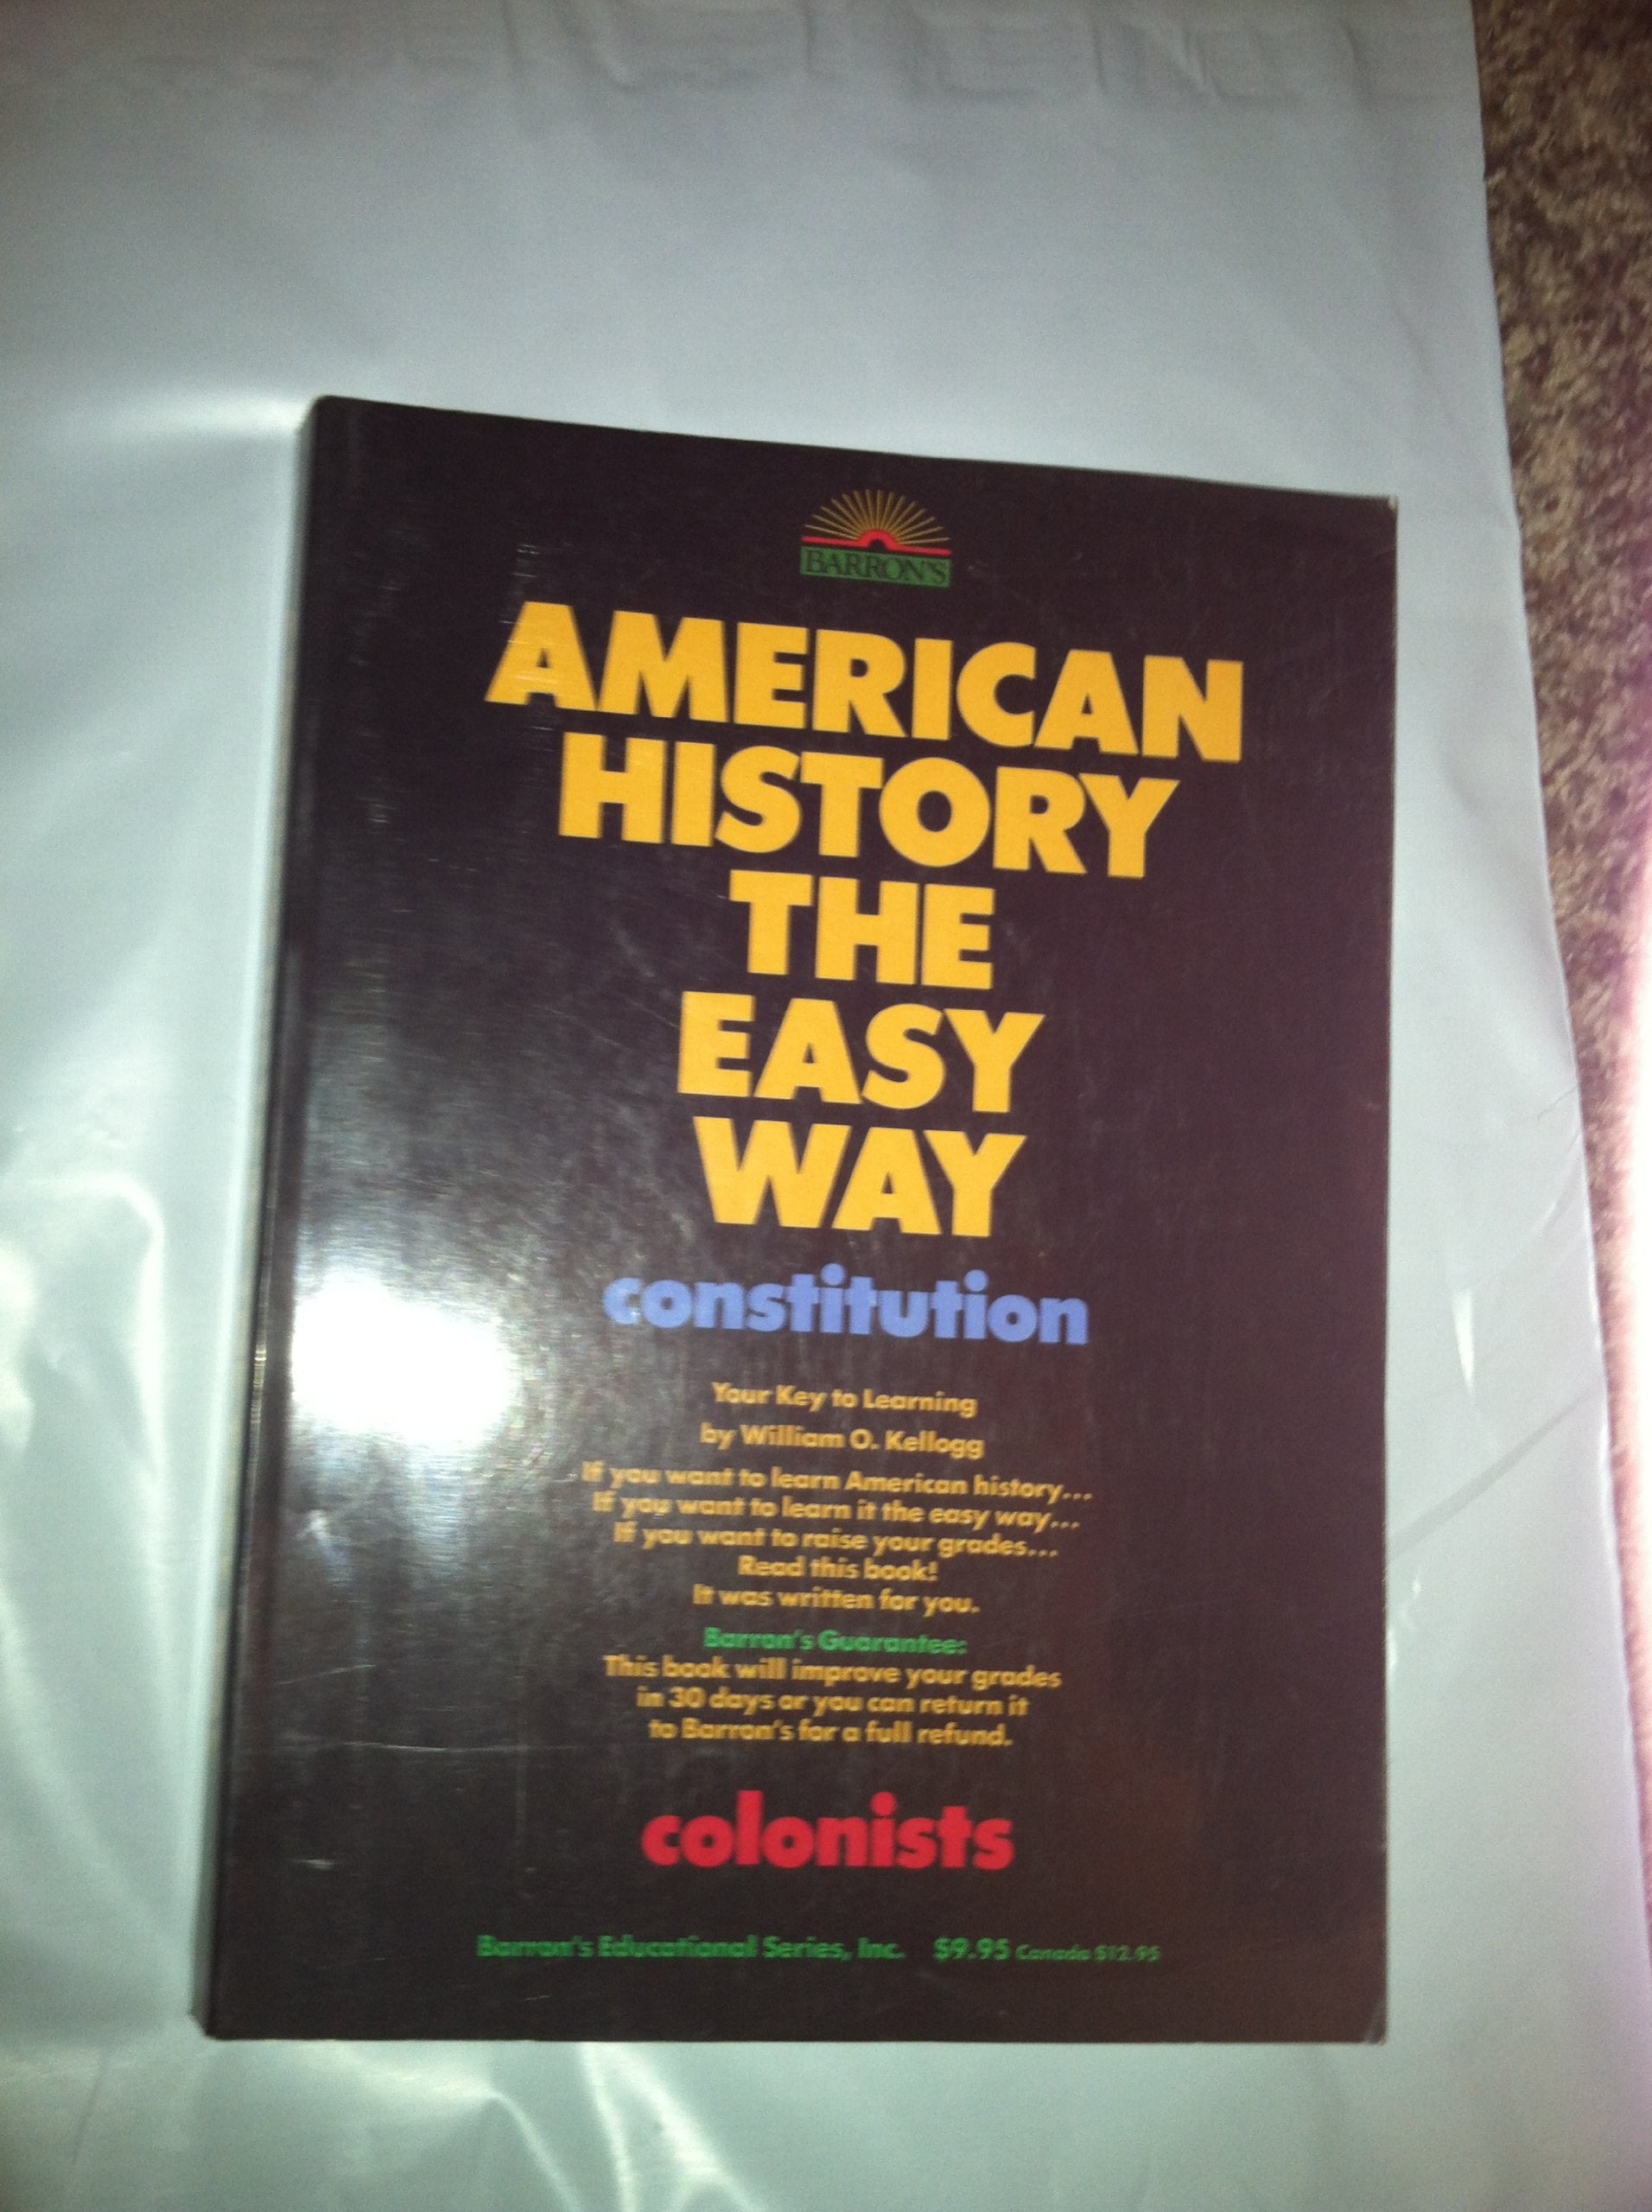 BARRON'S
AMERICAN
HISTORY
THE
EASY
WAY
constitution
Your Key to Learning
by William O. Kellogg
If you want to learn American history...
If you want to learn it the easy way...
If you want to raise your grades...
Read this book!
It was written for you.
Barron's Guarantee:
This book will improve your grades
in 30 days or you can return it
to Barron's for a full refund.
colonists
Barron's Educational Series, Inc. $9.95 Canada $12.95